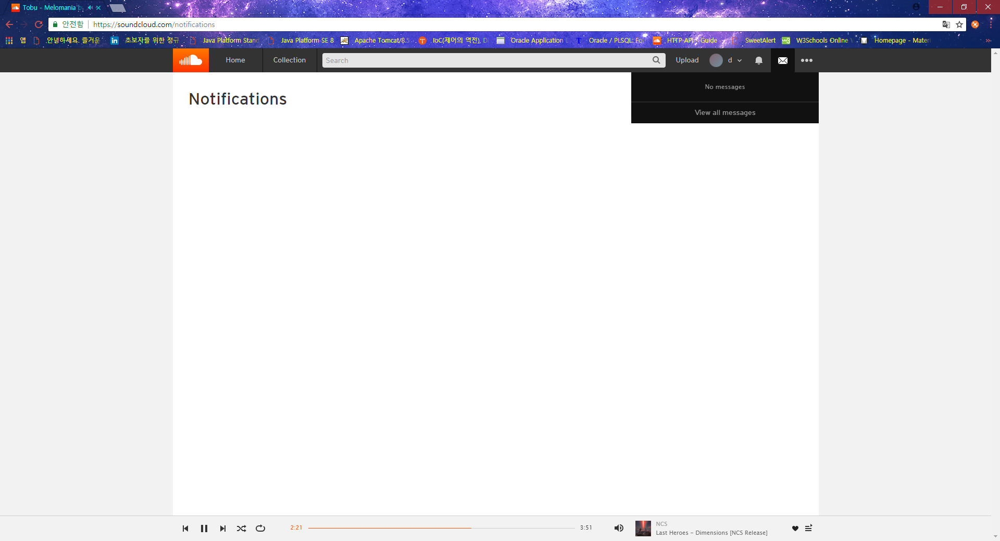 Tobu - Melomania
안전함 https://soundcloud.com/notifications
앱 안녕하세요. 즐거운 초보자를 위한 정규 Java Platform Stand Java Platform SE 8 Apache Tomcat/8.5 IoC(제어의 역전), D Oracle Application Oracle / PLSQL: HTTP API - Guide SweetAlert W3Schools Online Homepage - Mater
Home Collection Search Upload d
No messages
View all messages
Notifications
2:21 3:51
NCS
Last Heroes - Dimensions [NCS Release]